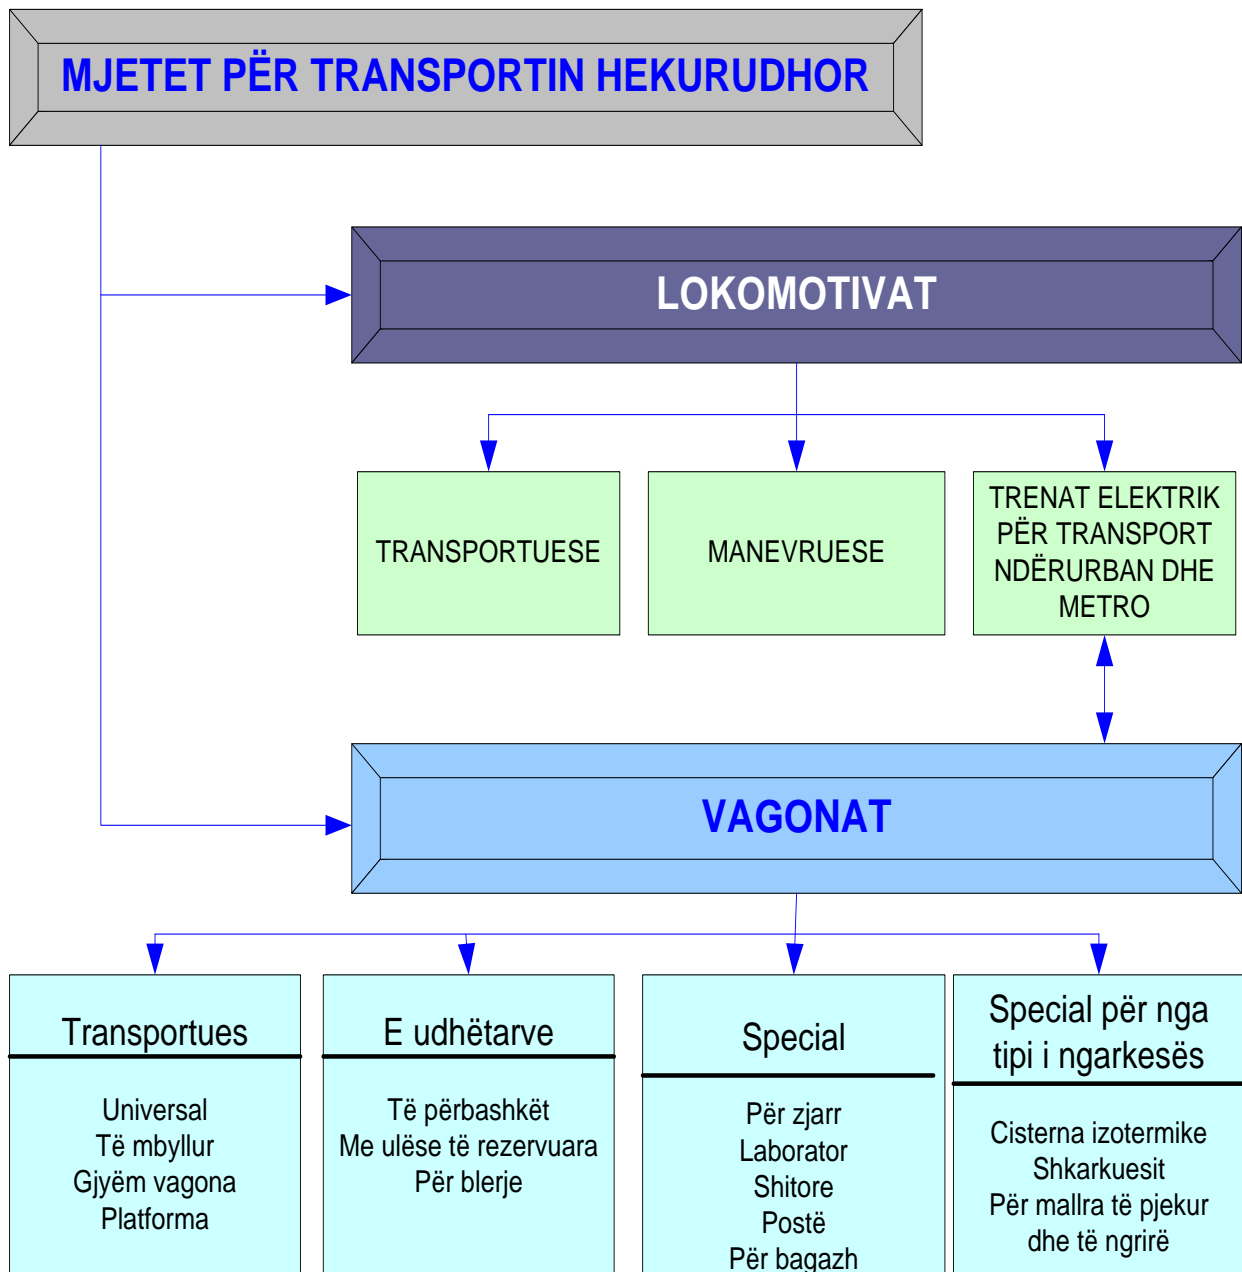 MJETET PËR TRANSPORTIN HEKURUDHOR
LOKOMOTIVAT
TRANSPORTUESE
MANEVRUESE
TRENAT ELEKTRIK
PËR TRANSPORT
NDËRURBAN DHE
METRO
VAGONAT
Transportues
Universal
Të mbyllur
Gjyëm vagona
Platforma
E udhëtarve
Të përbashkët
Me ulëse të rezervuara
Për blerje
Special
Për zjarr
Laborator
Shitore
Postë
Për bagazh
Special për nga
tipi i ngarkesës
Cisterna izotermike
Shkarkuesit
Për mallra të pjekur
dhe të ngrirë